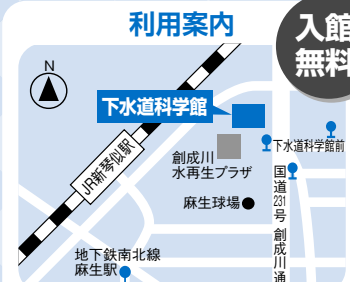 利用案内
入館
無料
N
下水道科学館
下水道科学館前
JR新琴似駅
創成川
水再生プラザ
麻生球場
国道231号 創成川通
地下鉄南北線
麻生駅